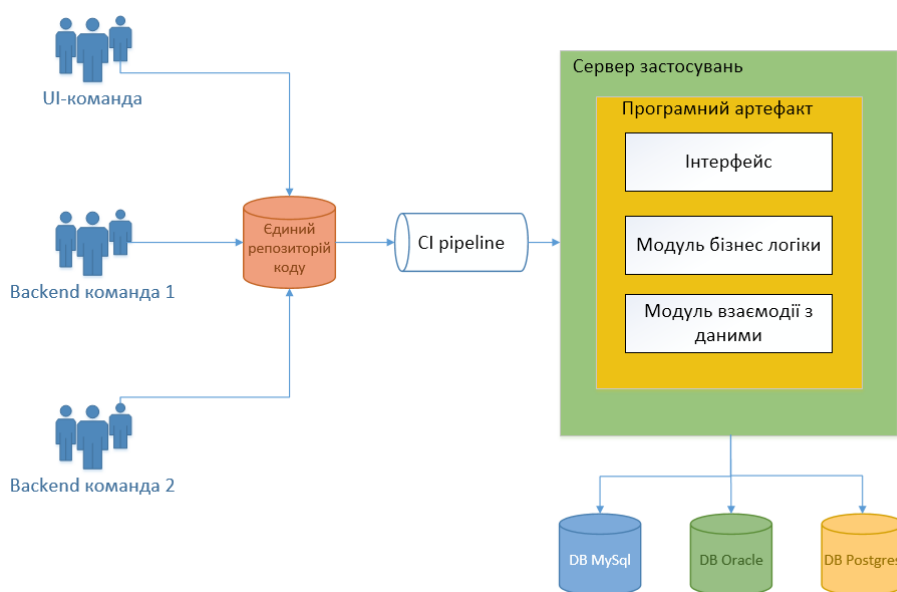 UI-команда
Backend команда 1
Backend команда 2
Єдиний
репозиторій
коду
CI pipeline
Сервер застосувань
Програмний артефакт
Інтерфейс
Модуль бізнес логіки
Модуль взаємодії з
даними
DB MySql
DB Oracle
DB Postgres